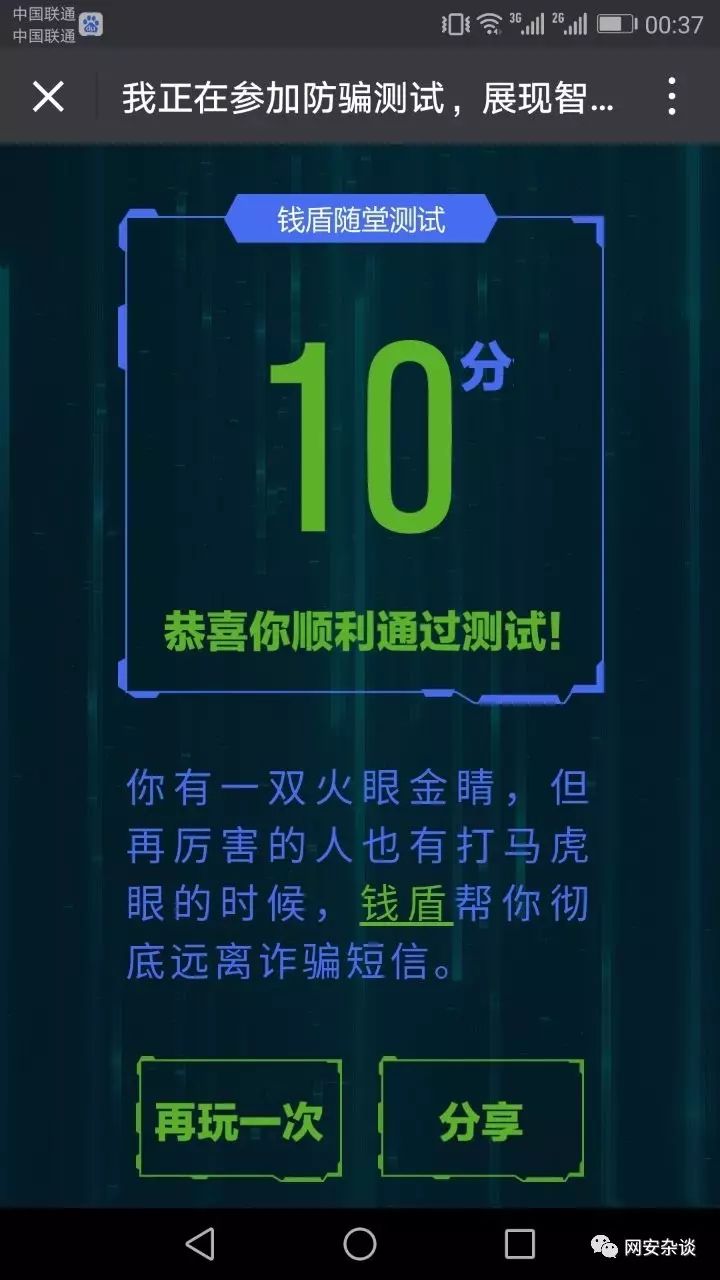 中国联通
中国联通
du
3G
2G
00:37
我正在参加防骗测试，展现智...
钱盾随堂测试
10分
恭喜你顺利通过测试!
你有一双火眼金睛，但
再厉害的人也有打马虎
眼的时候，钱盾帮你彻
底远离诈骗短信。
再玩一次
分享
网安杂谈